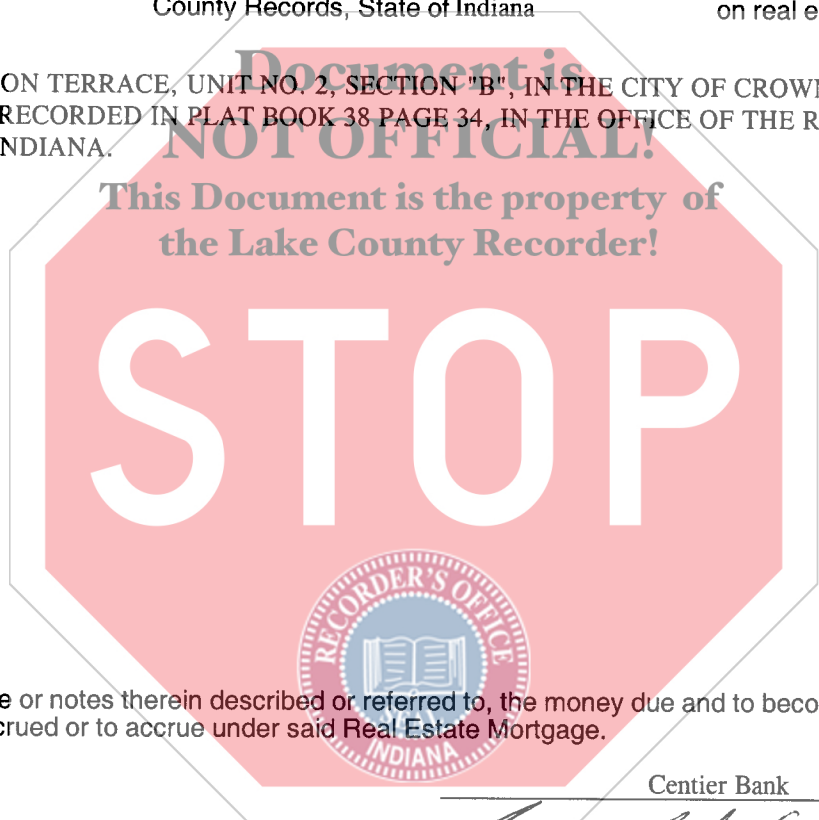 County Records, State of Indiana on real e
Document is
ON TERRACE, UNIT NO. 2, SECTION "B", IN THE CITY OF CROWN
RECORDED IN PLAT BOOK 38 PAGE 34, IN THE OFFICE OF THE R
NOT OFFICIAL!
NDIANA.
This Document is the property of
the Lake County Recorder!
STOP
RECORDER'S OFFICE
e or notes therein described or referred to, the money due and to beco
crued or to accrue under said Real Estate Mortgage.
INDIANA
Centier Bank